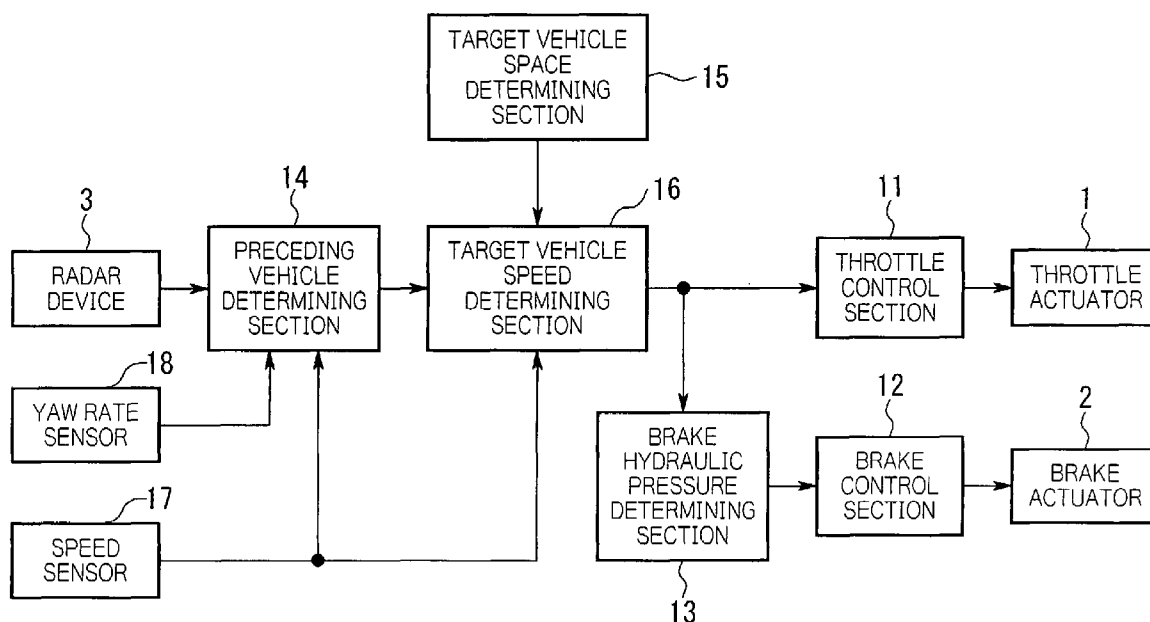 TARGET VEHICLE
SPACE
DETERMINING
SECTION
15
3
RADAR
DEVICE
14
PRECEDING
VEHICLE
DETERMINING
SECTION
16
TARGET VEHICLE
SPEED
DETERMINING
SECTION
11
THROTTLE
CONTROL
SECTION
1
THROTTLE
ACTUATOR
18
YAW RATE
SENSOR
17
SPEED
SENSOR
BRAKE
HYDRAULIC
PRESSURE
DETERMINING
SECTION
13
12
BRAKE
CONTROL
SECTION
2
BRAKE
ACTUATOR